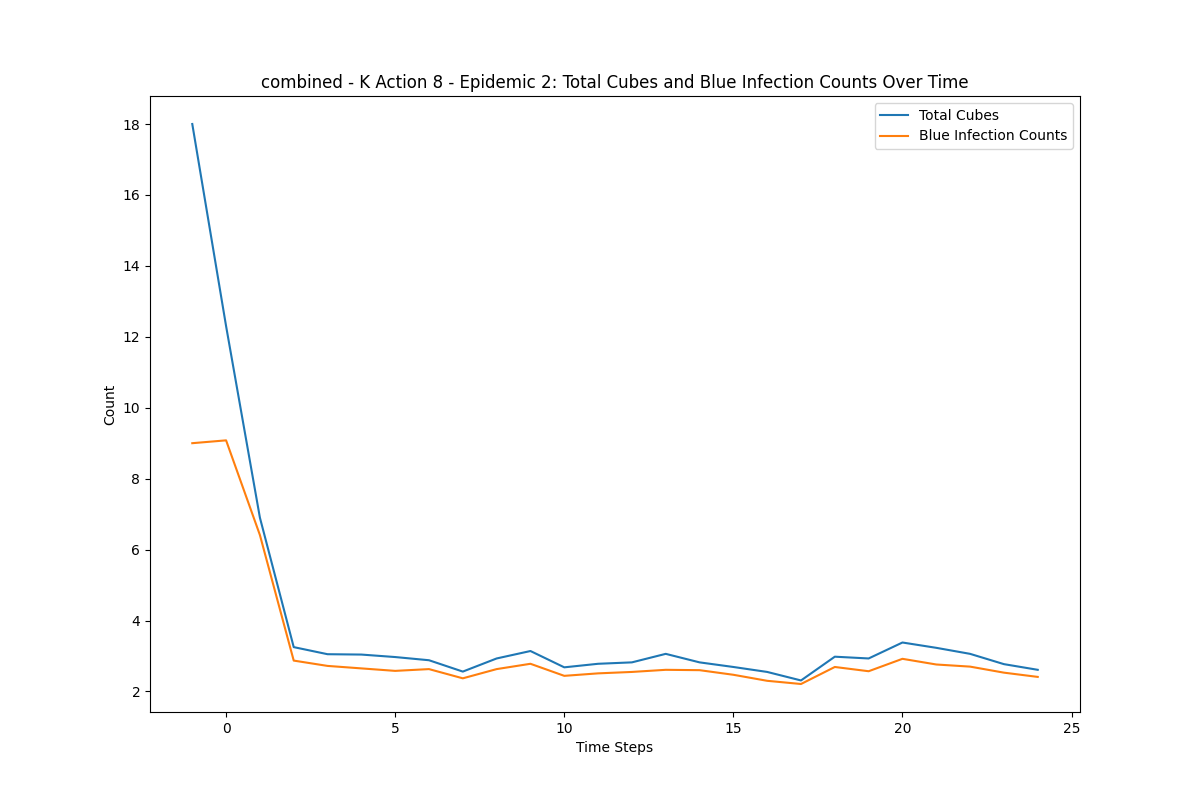 combined - K Action 8 - Epidemic 2: Total Cubes and Blue Infection Counts Over Time
Total Cubes
Blue Infection Counts
18
16
14
12
10
8
6
4
2
Count
0 5 10 15 20 25
Time Steps